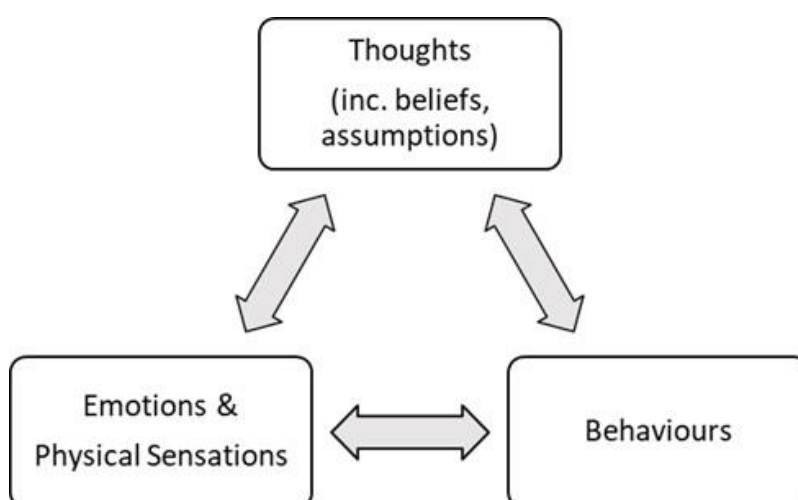 Thoughts
(inc. beliefs,
assumptions)
Emotions &
Physical Sensations
Behaviours